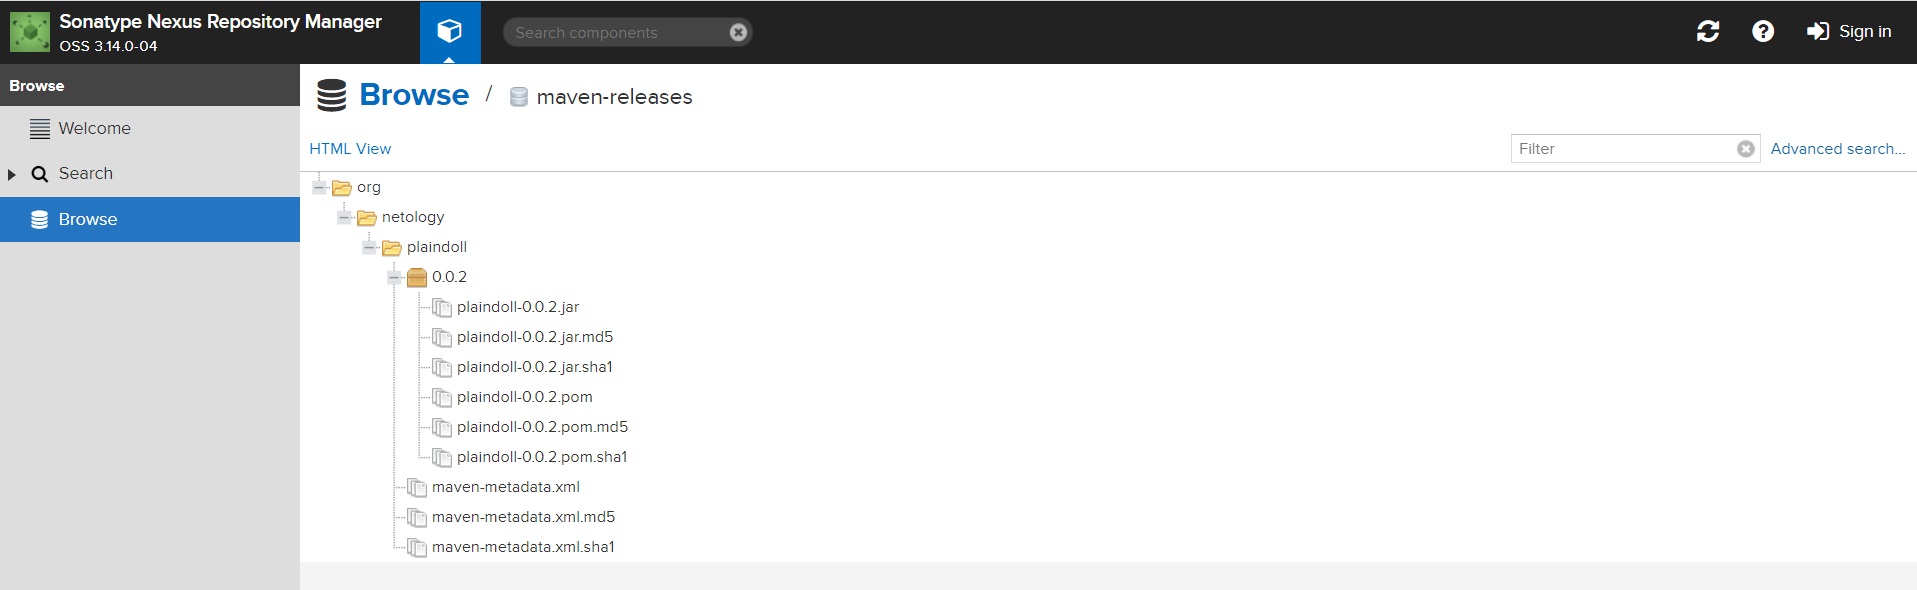 Sonatype Nexus Repository Manager
OSS 3.14.0-04
Search components
Sign in
Browse
Welcome
Search
Browse
Browse / maven-releases
HTML View
Filter
Advanced search...
org
netology
plaindoll
0.0.2
plaindoll-0.0.2.jar
plaindoll-0.0.2.jar.md5
plaindoll-0.0.2.jar.sha1
plaindoll-0.0.2.pom
plaindoll-0.0.2.pom.md5
plaindoll-0.0.2.pom.sha1
maven-metadata.xml
maven-metadata.xml.md5
maven-metadata.xml.sha1